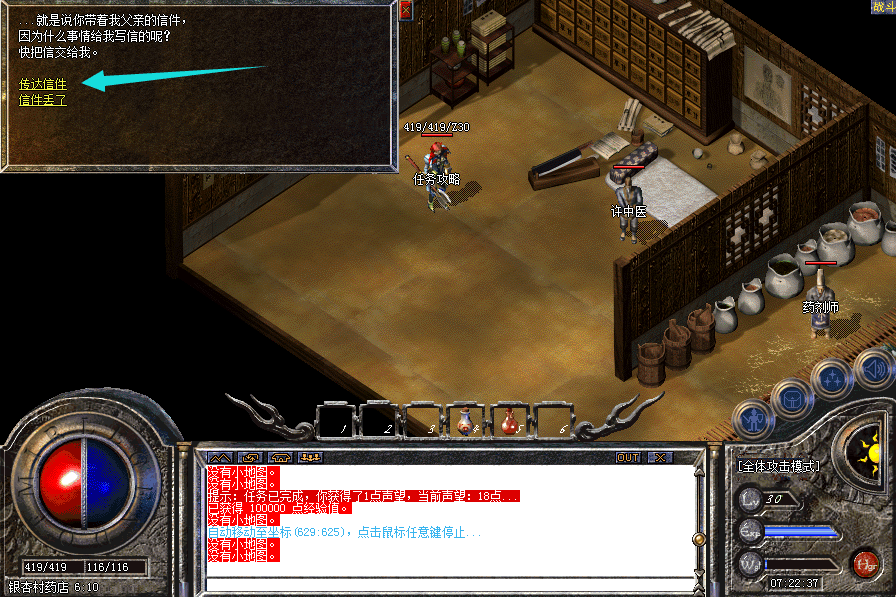 ...就是说你带着我父亲的信件,
因为什么事情给我写信的呢?
快把信交给我。
传达信件
信件丢了
战斗
419/419/Z30
任务攻略
许中医
药剂师
1
2
3
4
5
6
OUT
没有小地图。
没有小地图。
提示: 任务已完成, 你获得了1点声望, 当前声望: 18点...
已获得 100000 点经验值。
没有小地图。
自动移动至坐标(629:625), 点击鼠标任意键停止...
没有小地图。
没有小地图。
419/419
116/116
银杏村药店 6:10
[全体攻击模式]
Lv
30
Exp
07:22:37